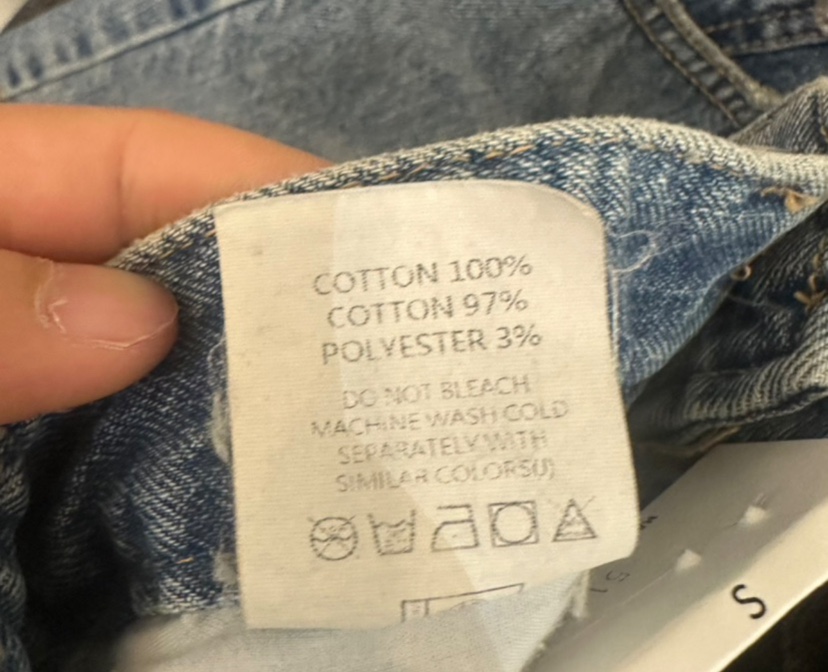 COTTON 100%
COTTON 97%
POLYESTER 3%
DO NOT BLEACH
MACHINE WASH COLD
SEPARATELY WITH
SIMILAR COLORS(U)
S